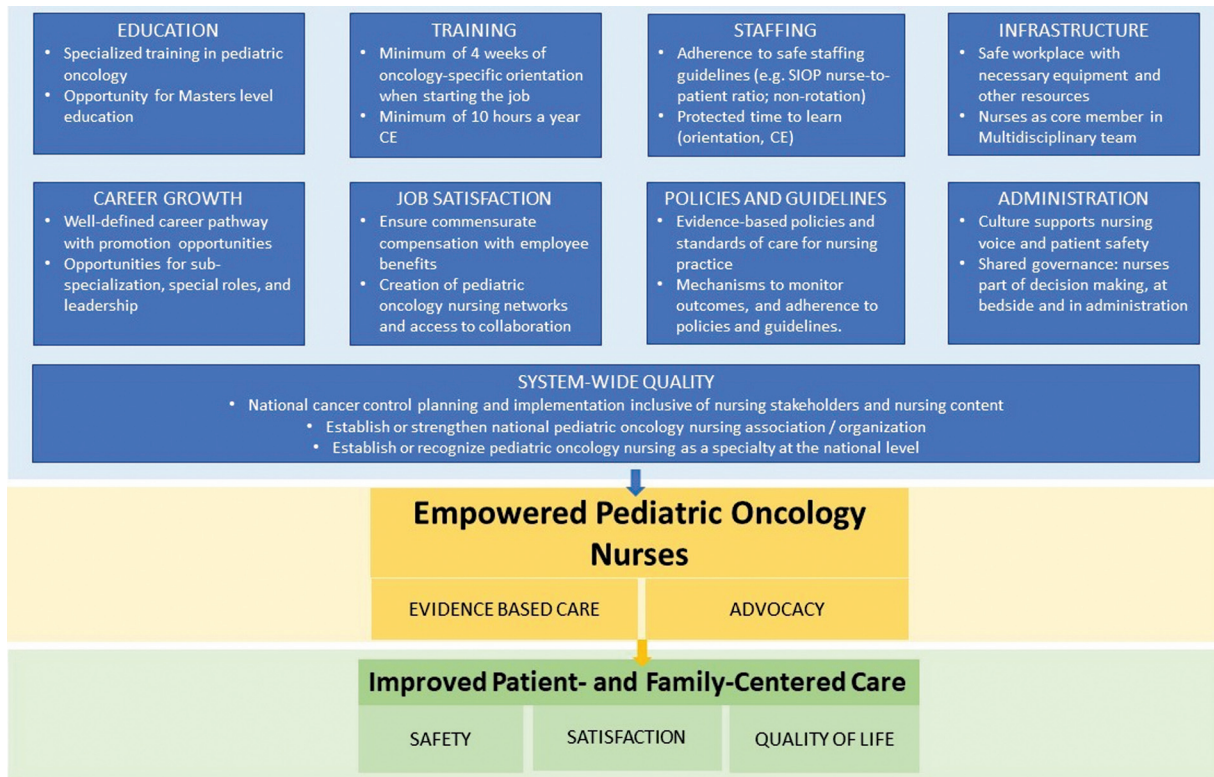 EDUCATION
• Specialized training in pediatric
oncology
• Opportunity for Masters level
education
TRAINING
• Minimum of 4 weeks of
oncology-specific orientation
when starting the job
• Minimum of 10 hours a year
CE
STAFFING
• Adherence to safe staffing
guidelines (e.g. SIOP nurse-to-
patient ratio; non-rotation)
• Protected time to learn
(orientation, CE)
INFRASTRUCTURE
• Safe workplace with
necessary equipment and
other resources
• Nurses as core member in
Multidisciplinary team
CAREER GROWTH
• Well-defined career pathway
with promotion opportunities
• Opportunities for sub-
specialization, special roles, and
leadership
JOB SATISFACTION
• Ensure commensurate
compensation with employee
benefits
• Creation of pediatric
oncology nursing networks
and access to collaboration
POLICIES AND GUIDELINES
• Evidence-based policies and
standards of care for nursing
practice
• Mechanisms to monitor
outcomes, and adherence to
policies and guidelines.
ADMINISTRATION
• Culture supports nursing
voice and patient safety
• Shared governance: nurses
part of decision making, at
bedside and in administration
SYSTEM-WIDE QUALITY
• National cancer control planning and implementation inclusive of nursing stakeholders and nursing content
• Establish or strengthen national pediatric oncology nursing association / organization
• Establish or recognize pediatric oncology nursing as a specialty at the national level
Empowered Pediatric Oncology
Nurses
EVIDENCE BASED CARE
ADVOCACY
Improved Patient- and Family-Centered Care
SAFETY
SATISFACTION
QUALITY OF LIFE